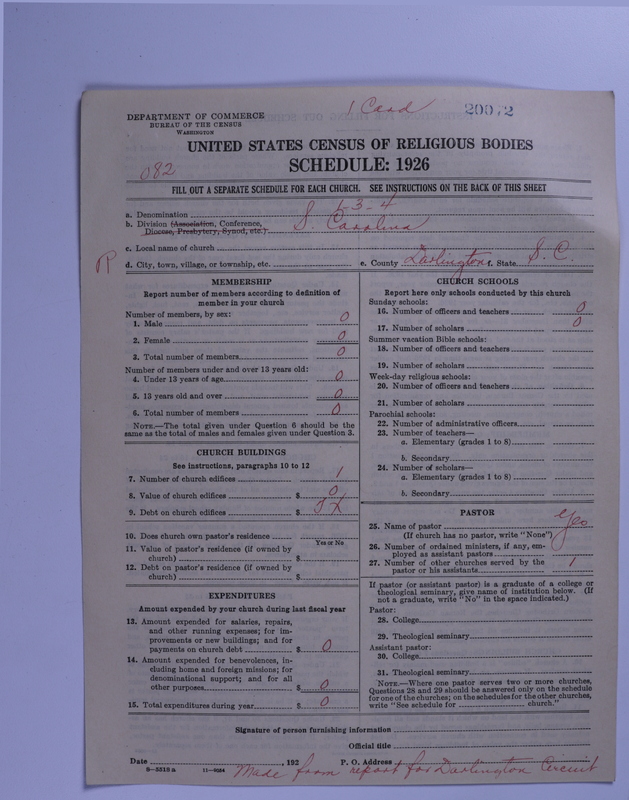 1 Card
20072
DEPARTMENT OF COMMERCE
BUREAU OF THE CENSUS
WASHINGTON
UNITED STATES CENSUS OF RELIGIOUS BODIES
SCHEDULE: 1926
082
FILL OUT A SEPARATE SCHEDULE FOR EACH CHURCH. SEE INSTRUCTIONS ON THE BACK OF THIS SHEET
a. Denomination 1-3-4
b. Division (Association, Conference, Diocese, Presbytery, Synod, etc.) S. Carolina
c. Local name of church
d. City, town, village, or township, etc. e. County Darlington f. State S. C.
MEMBERSHIP
Report number of members according to definition of
member in your church
Number of members, by sex:
1. Male 0
2. Female 0
3. Total number of members 0
Number of members under and over 13 years old:
4. Under 13 years of age 0
5. 13 years old and over 0
6. Total number of members 0
NOTE.—The total given under Question 6 should be the
same as the total of males and females given under Question 3.
CHURCH BUILDINGS
See instructions, paragraphs 10 to 12
7. Number of church edifices 1
8. Value of church edifices $ 0
9. Debt on church edifices $
10. Does church own pastor's residence
Yes or No
11. Value of pastor's residence (if owned by
church) $
12. Debt on pastor's residence (if owned by
church) $
EXPENDITURES
Amount expended by your church during last fiscal year
13. Amount expended for salaries, repairs,
and other running expenses; for im-
provements or new buildings; and for
payments on church debt $ 0
14. Amount expended for benevolences, in-
cluding home and foreign missions; for
denominational support; and for all
other purposes $ 0
15. Total expenditures during year $ 0
CHURCH SCHOOLS
Report here only schools conducted by this church
Sunday schools:
16. Number of officers and teachers 0
17. Number of scholars 0
Summer vacation Bible schools:
18. Number of officers and teachers
19. Number of scholars
Week-day religious schools:
20. Number of officers and teachers
21. Number of scholars
Parochial schools:
22. Number of administrative officers
23. Number of teachers—
a. Elementary (grades 1 to 8)
b. Secondary
24. Number of scholars—
a. Elementary (grades 1 to 8)
b. Secondary
PASTOR
25. Name of pastor Yes
(If church has no pastor, write "None")
26. Number of ordained ministers, if any, em-
ployed as assistant pastors
27. Number of other churches served by the
pastor or his assistants 1
If pastor (or assistant pastor) is a graduate of a college or
theological seminary, give name of institution below. (If
not a graduate, write "No" in the space indicated.)
Pastor:
28. College
29. Theological seminary
Assistant pastor:
30. College
31. Theological seminary
NOTE.—Where one pastor serves two or more churches,
Questions 28 and 29 should be answered only on the schedule
for one of the churches; on the schedules for the other churches,
write "See schedule for church."
Signature of person furnishing information
Official title
Date , 192 P. O. Address
8-5518 a 11-9064 Made from report for Darlington Circuit